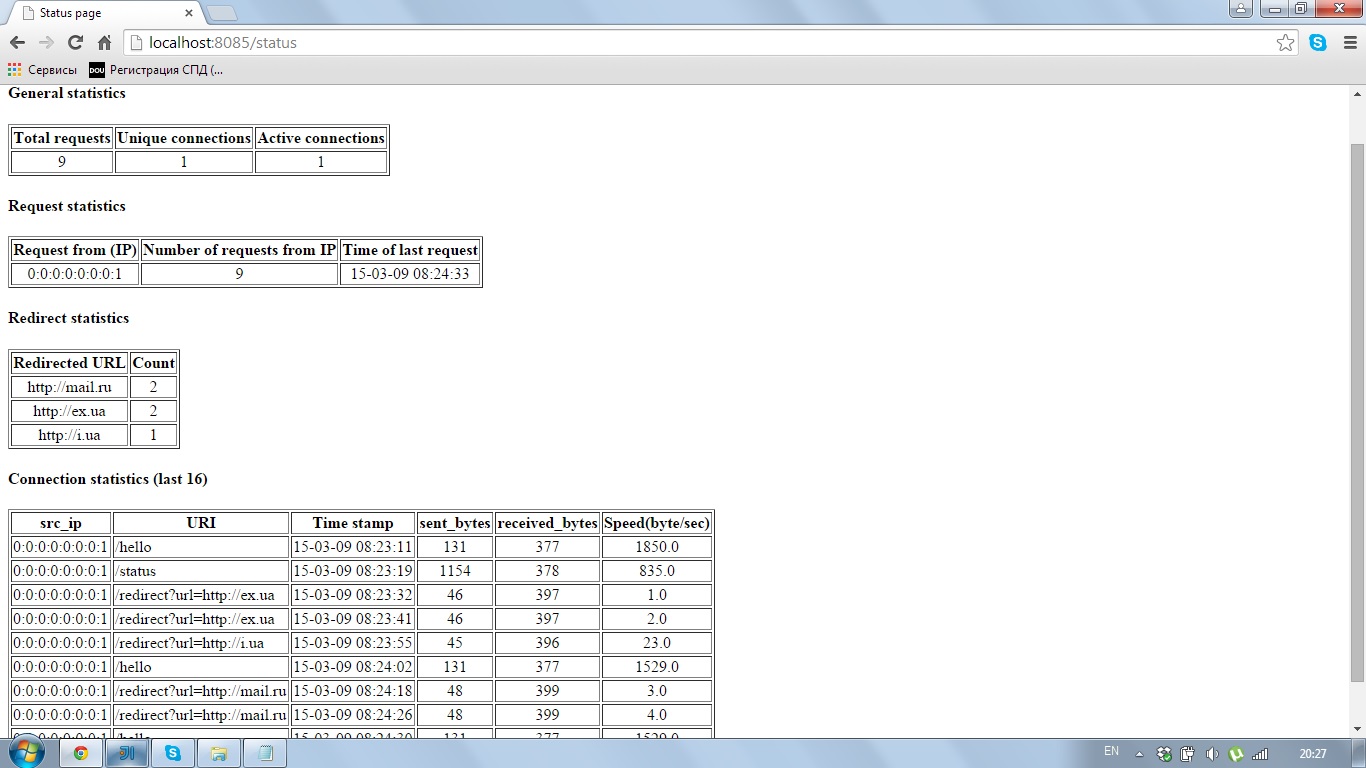 Status page
localhost:8085/status
Сервисы
DOU
Регистрация СПД (...
General statistics
Total requests Unique connections Active connections
9 1 1
Request statistics
Request from (IP) Number of requests from IP Time of last request
0:0:0:0:0:0:0:1 9 15-03-09 08:24:33
Redirect statistics
Redirected URL Count
http://mail.ru 2
http://ex.ua 2
http://i.ua 1
Connection statistics (last 16)
src_ip URI Time stamp sent_bytes received_bytes Speed(byte/sec)
0:0:0:0:0:0:0:1 /hello 15-03-09 08:23:11 131 377 1850.0
0:0:0:0:0:0:0:1 /status 15-03-09 08:23:19 1154 378 835.0
0:0:0:0:0:0:0:1 /redirect?url=http://ex.ua 15-03-09 08:23:32 46 397 1.0
0:0:0:0:0:0:0:1 /redirect?url=http://ex.ua 15-03-09 08:23:41 46 397 2.0
0:0:0:0:0:0:0:1 /redirect?url=http://i.ua 15-03-09 08:23:55 45 396 23.0
0:0:0:0:0:0:0:1 /hello 15-03-09 08:24:02 131 377 1529.0
0:0:0:0:0:0:0:1 /redirect?url=http://mail.ru 15-03-09 08:24:18 48 399 3.0
0:0:0:0:0:0:0:1 /redirect?url=http://mail.ru 15-03-09 08:24:26 48 399 4.0
EN
20:27